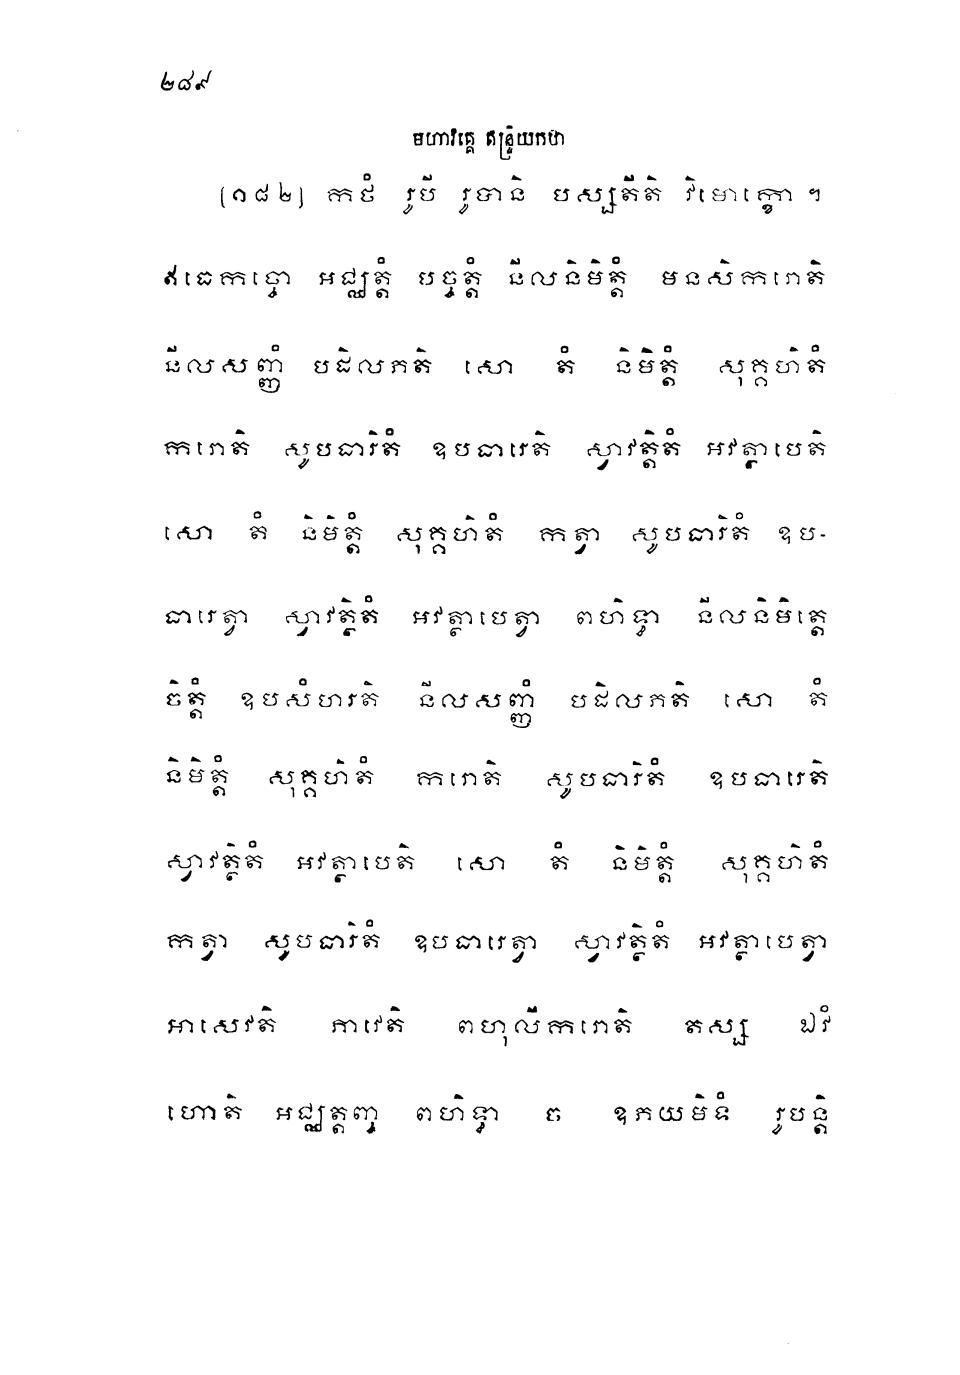 ២៨៩
មហាវគ្គេ ឥន្ទ្រិយកថា
[១៨២] កថំ រូបី រូបានិ បស្សតីតិ វិមោក្ខោ ។
ឥធេកច្ចោ អជ្ឈត្តំ បច្ចត្តំ នីលនិមិត្តំ មនសិករោតិ
នីលសញ្ញំ បដិលភតិ សោ តំ និមិត្តំ សុគ្គហិតំ
ករោតិ សូបធារិតំ ឧបធារេតិ ស្វាវត្ថិតំ អវត្ថាបេតិ
សោ តំ និមិត្តំ សុគ្គហិតំ កត្វា សូបធារិតំ ឧប-
ធារេត្វា ស្វាវត្ថិតំ អវត្ថាបេត្វា ពហិទ្ធា នីលនិមិត្តេ
ចិត្តំ ឧបសំហរតិ នីលសញ្ញំ បដិលភតិ សោ តំ
និមិត្តំ សុគ្គហិតំ ករោតិ សូបធារិតំ ឧបធារេតិ
ស្វាវត្ថិតំ អវត្ថាបេតិ សោ តំ និមិត្តំ សុគ្គហិតំ
កត្វា សូបធារិតំ ឧបធារេត្វា ស្វាវត្ថិតំ អវត្ថាបេត្វា
អាសេវតិ ភាវេតិ ពហុលីករោតិ តស្ស ឯវំ
ហោតិ អជ្ឈត្តញ្ច ពហិទ្ធា ច ឧភយមិទំ រូបន្តិ